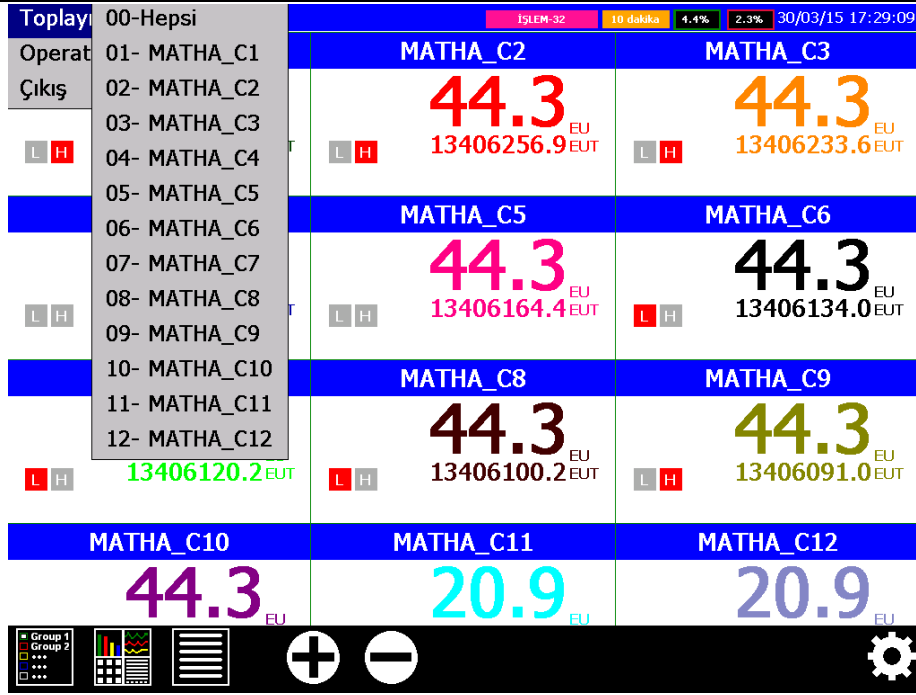 Toplayı
Operat
Çıkış
00-Hepsi
01- MATHA_C1
02- MATHA_C2
03- MATHA_C3
04- MATHA_C4
05- MATHA_C5
06- MATHA_C6
07- MATHA_C7
08- MATHA_C8
09- MATHA_C9
10- MATHA_C10
11- MATHA_C11
12- MATHA_C12
İŞLEM-32 10 dakika 4.4% 2.3% 30/03/15 17:29:09
MATHA_C2 MATHA_C3
44.3 EU 44.3 EU
L H T L H 13406256.9 EUT L H 13406233.6 EUT
MATHA_C5 MATHA_C6
44.3 EU 44.3 EU
L H T L H 13406164.4 EUT L H 13406134.0 EUT
MATHA_C8 MATHA_C9
44.3 EU 44.3 EU
L H 13406120.2 EUT L H 13406100.2 EUT L H 13406091.0 EUT
MATHA_C10 MATHA_C11 MATHA_C12
44.3 EU 20.9 EU 20.9 EU
Group 1
Group 2